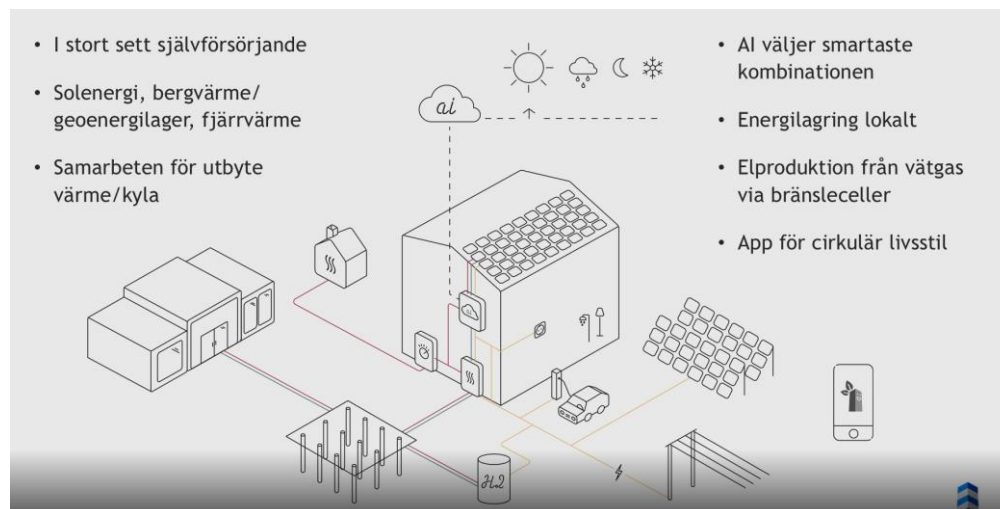 • I stort sett självförsörjande
• Solenergi, bergvärme/
geoenergilager, fjärrvärme
• Samarbeten för utbyte
värme/kyla
ai
• AI väljer smartaste
kombinationen
• Energilagring lokalt
• Elproduktion från vätgas
via bränsleceller
• App för cirkulär livsstil
H2